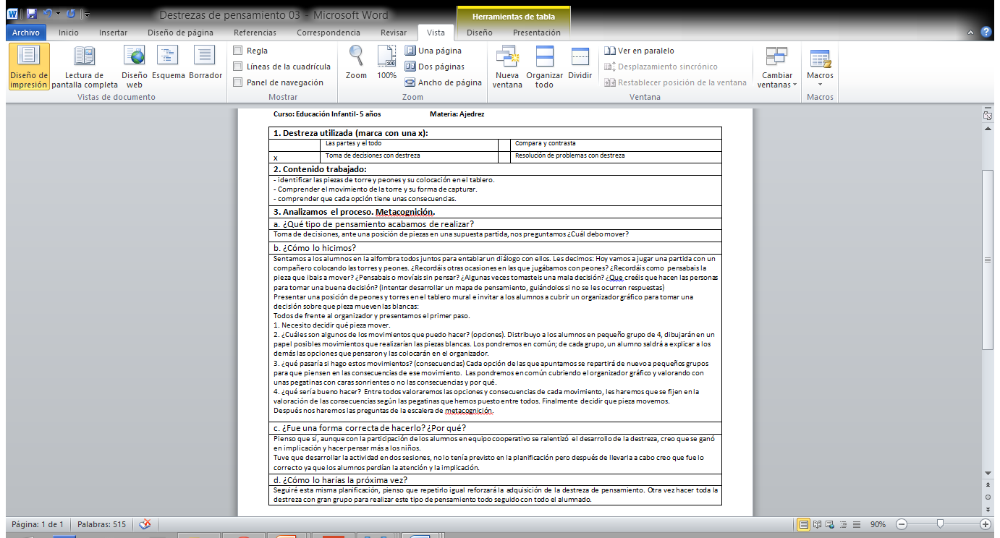 Destrezas de pensamiento 03 - Microsoft Word
Herramientas de tabla
Archivo Inicio Insertar Diseño de página Referencias Correspondencia Revisar Vista Diseño Presentación
Diseño de impresión
Lectura de pantalla completa
Diseño web
Esquema
Borrador
Vistas de documento
Regla
Líneas de la cuadrícula
Panel de navegación
Mostrar
Zoom
100%
Una página
Dos páginas
Ancho de página
Zoom
Nueva ventana
Organizar todo
Dividir
Ver en paralelo
Desplazamiento sincrónico
Restablecer posición de la ventana
Ventana
Cambiar ventanas
Macros
Macros
Curso: Educación Infantil- 5 años Materia: Ajedrez
1. Destreza utilizada (marca con una x):
Las partes y el todo Compara y contrasta
x Toma de decisiones con destreza Resolución de problemas con destreza
2. Contenido trabajado:
- identificar las piezas de torre y peones y su colocación en el tablero.
- Comprender el movimiento de la torre y su forma de capturar.
- comprender que cada opción tiene unas consecuencias.
3. Analizamos el proceso. Metacognición.
a. ¿Qué tipo de pensamiento acabamos de realizar?
Toma de decisiones, ante una posición de piezas en una supuesta partida, nos preguntamos ¿Cuál debo mover?
b. ¿Cómo lo hicimos?
Sentamos a los alumnos en la alfombra todos juntos para entablar un diálogo con ellos. Les decimos: Hoy vamos a jugar una partida con un
compañero colocando las torres y peones. ¿Recordáis otras ocasiones en las que jugábamos con peones? ¿Recordáis como pensabais la
pieza que ibais a mover? ¿Pensabais o movíais sin pensar? ¿Algunas veces tomasteis una mala decisión? ¿Que creéis que hacen las personas
para tomar una buena decisión? (intentar desarrollar un mapa de pensamiento, guiándolos si no se les ocurren respuestas)
Presentar una posición de peones y torres en el tablero mural e invitar a los alumnos a cubrir un organizador gráfico para tomar una
decisión sobre que pieza mueven las blancas:
Todos de frente al organizador y presentamos el primer paso.
1. Necesito decidir qué pieza mover.
2. ¿Cuáles son algunos de los movimientos que puedo hacer? (opciones). Distribuyo a los alumnos en pequeño grupo de 4, dibujarán en un
papel posibles movimientos que realizarían las piezas blancas. Los pondremos en común; de cada grupo, un alumno saldrá a explicar a los
demás las opciones que pensaron y las colocarán en el organizador.
3. ¿qué pasaría si hago estos movimientos? (consecuencias) Cada opción de las que apuntamos se repartirá de nuevo a pequeños grupos
para que piensen en las consecuencias de ese movimiento. Las pondremos en común cubriendo el organizador gráfico y valorando con
unas pegatinas con caras sonrientes o no las consecuencias y por qué.
4. ¿qué sería bueno hacer? Entre todos valoraremos las opciones y consecuencias de cada movimiento, les haremos que se fijen en la
valoración de las consecuencias según las pegatinas que hemos puesto entre todos. Finalmente decidir que pieza movemos.
Después nos haremos las preguntas de la escalera de metacognición.
c. ¿Fue una forma correcta de hacerlo? ¿Por qué?
Pienso que sí, aunque con la participación de los alumnos en equipo cooperativo se ralentizó el desarrollo de la destreza, creo que se ganó
en implicación y hacer pensar más a los niños.
Tuve que desarrollar la actividad en dos sesiones, no lo tenía previsto en la planificación pero después de llevarla a cabo creo que fue lo
correcto ya que los alumnos perdían la atención y la implicación.
d. ¿Cómo lo harías la próxima vez?
Seguiré esta misma planificación, pienso que repetirlo igual reforzará la adquisición de la destreza de pensamiento. Otra vez hacer toda la
destreza con gran grupo para realizar este tipo de pensamiento todo seguido con todo el alumnado.
Página: 1 de 1 Palabras: 515 90%